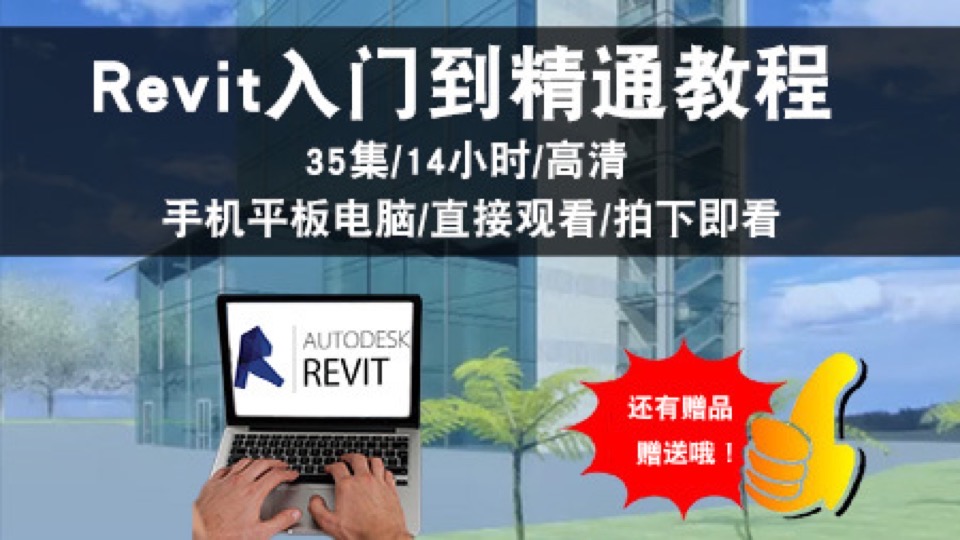 Revit入门到精通教程
35集/14小时/高清
手机平板电脑/直接观看/拍下即看
AUTODESK
REVIT
还有赠品
赠送哦！